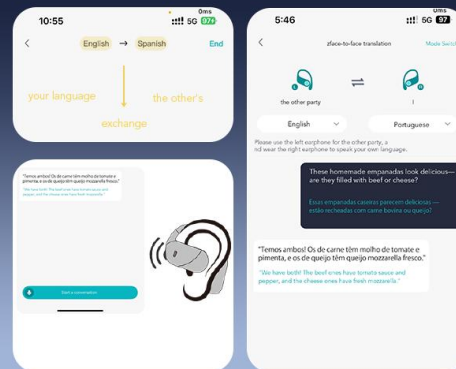 10:55
0ms
5G 97
English → Spanish
End
your language
the other's
exchange
"Temos ambos! Os de carne têm molho de tomate e
pimenta, e os de queijo têm queijo mozzarella fresco."
"We have both! The beef ones have tomato sauce and
pepper, and the cheese ones have fresh mozzarella."
Start a conversation
5:46
0ms
5G 97
zface-to-face translation
Mode Switch
L
R
the other party
I
English
Portuguese
Please use the left earphone for the other party, a
nd wear the right earphone to speak your own language.
These homemade empanadas look delicious—
are they filled with beef or cheese?
Essas empanadas caseiras parecem deliciosas —
estão recheadas com carne bovina ou queijo?
"Temos ambos! Os de carne têm molho de tomate e
pimenta, e os de queijo têm queijo mozzarella fresco."
"We have both! The beef ones have tomato sauce and
pepper, and the cheese ones have fresh mozzarella."